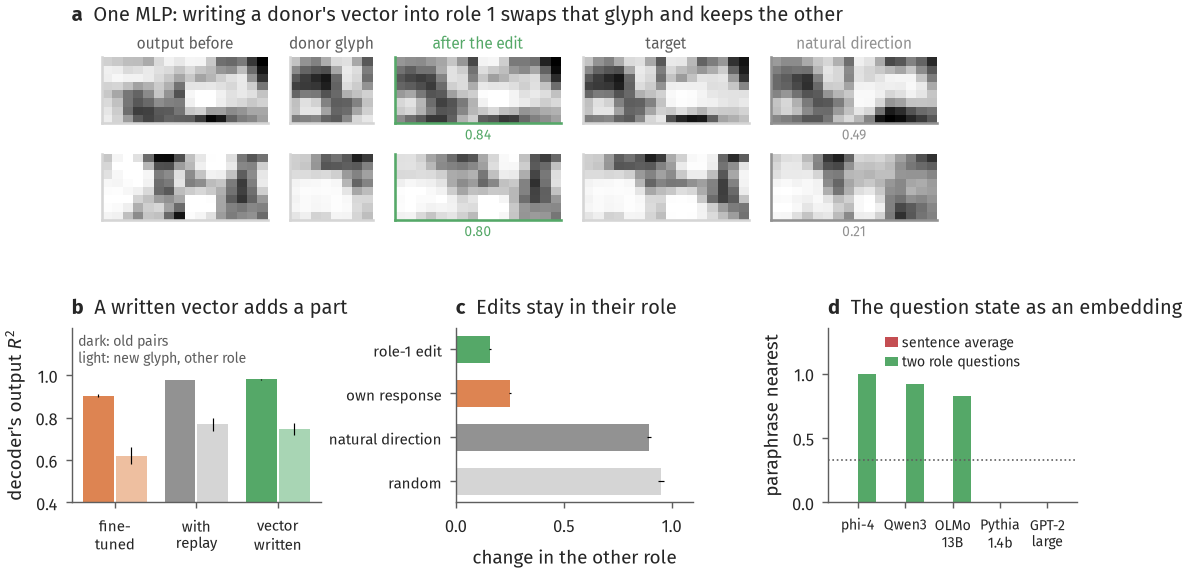 a One MLP: writing a donor's vector into role 1 swaps that glyph and keeps the other
output before donor glyph after the edit target natural direction
0.84 0.49
0.80 0.21
b A written vector adds a part
dark: old pairs
light: new glyph, other role
decoder's output R²
1.0
0.8
0.6
0.4
fine-tuned
with replay
vector written
c Edits stay in their role
role-1 edit
own response
natural direction
random
0.0 0.5 1.0
change in the other role
d The question state as an embedding
sentence average
two role questions
paraphrase nearest
1.0
0.5
0.0
phi-4 Qwen3 OLMo Pythia GPT-2
13B 1.4b large